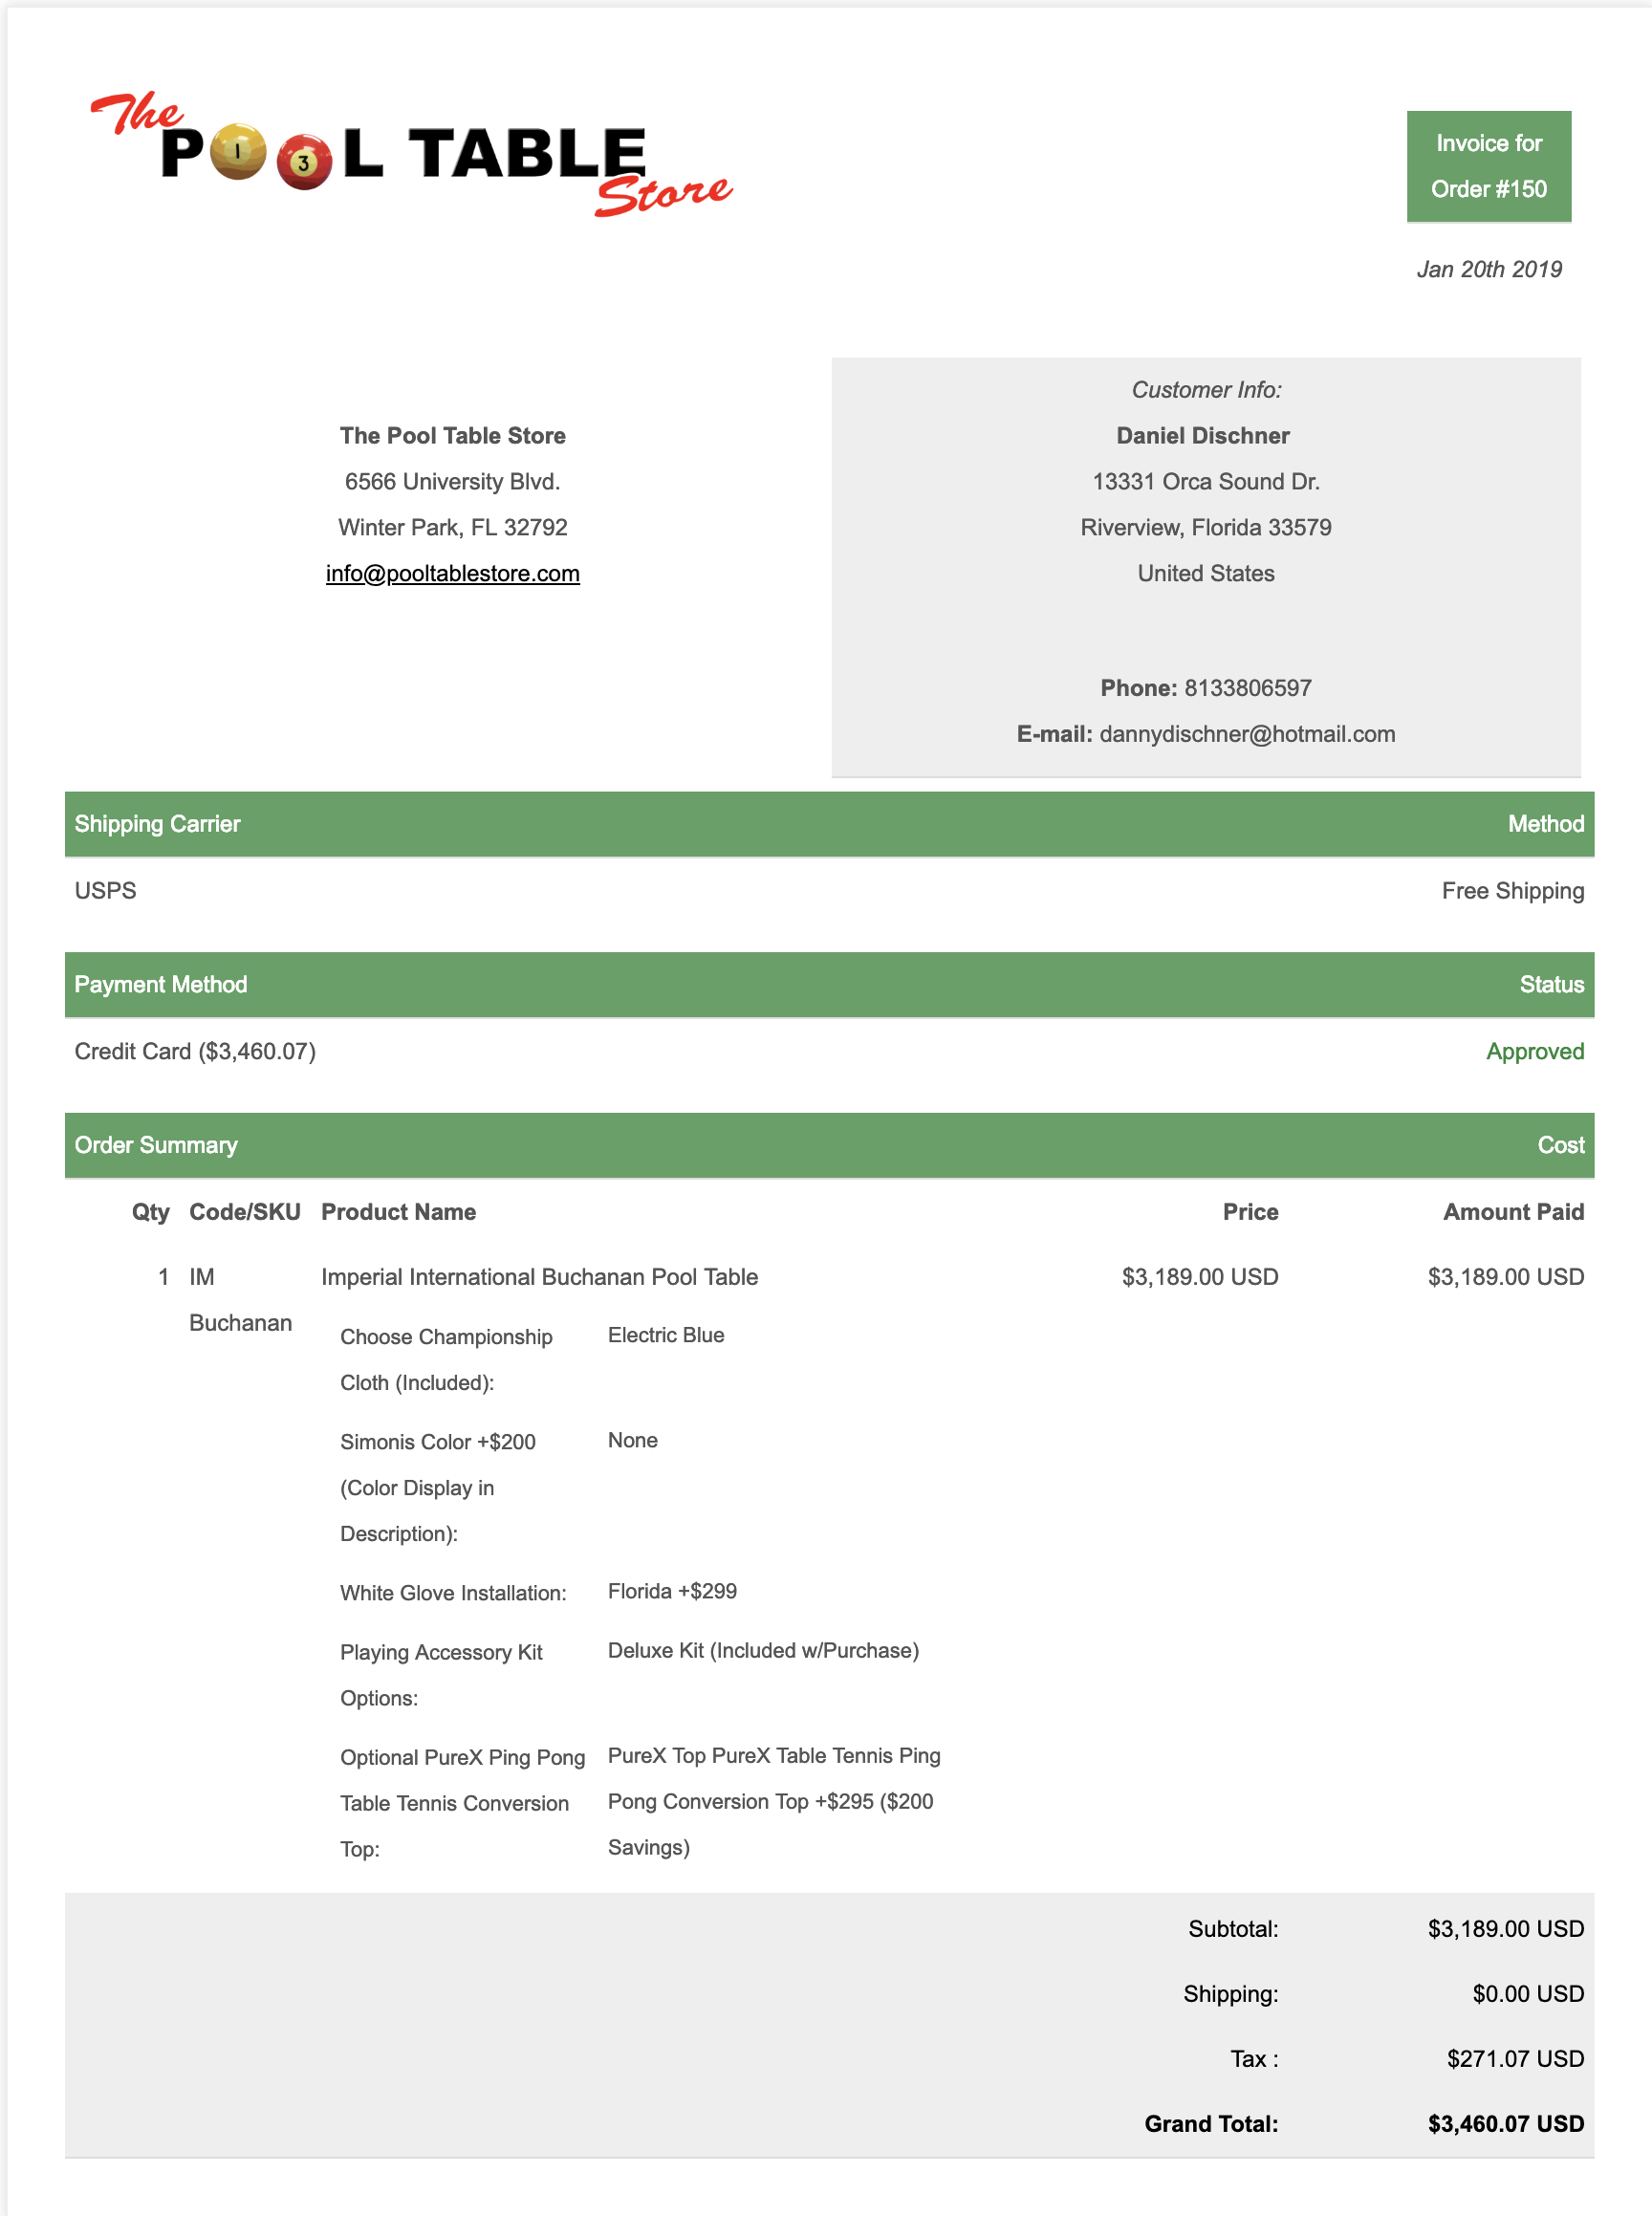 The
POOL TABLE
1
3
Store
Invoice for
Order #150
Jan 20th 2019
The Pool Table Store
6566 University Blvd.
Winter Park, FL 32792
info@pooltablestore.com
Customer Info:
Daniel Dischner
13331 Orca Sound Dr.
Riverview, Florida 33579
United States
Phone: 8133806597
E-mail: dannydischner@hotmail.com
Shipping Carrier Method
USPS Free Shipping
Payment Method Status
Credit Card ($3,460.07) Approved
Order Summary Cost
Qty Code/SKU Product Name Price Amount Paid
1 IM Imperial International Buchanan Pool Table $3,189.00 USD $3,189.00 USD
Buchanan
Choose Championship Electric Blue
Cloth (Included):
Simonis Color +$200 None
(Color Display in
Description):
White Glove Installation: Florida +$299
Playing Accessory Kit Deluxe Kit (Included w/Purchase)
Options:
Optional PureX Ping Pong PureX Top PureX Table Tennis Ping
Table Tennis Conversion Pong Conversion Top +$295 ($200
Top: Savings)
Subtotal: $3,189.00 USD
Shipping: $0.00 USD
Tax : $271.07 USD
Grand Total: $3,460.07 USD